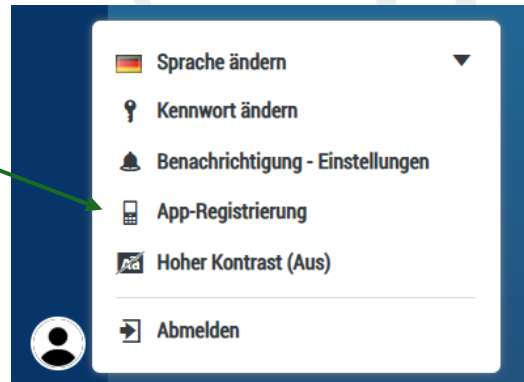 Sprache ändern
Kennwort ändern
Benachrichtigung - Einstellungen
App-Registrierung
Hoher Kontrast (Aus)
Abmelden